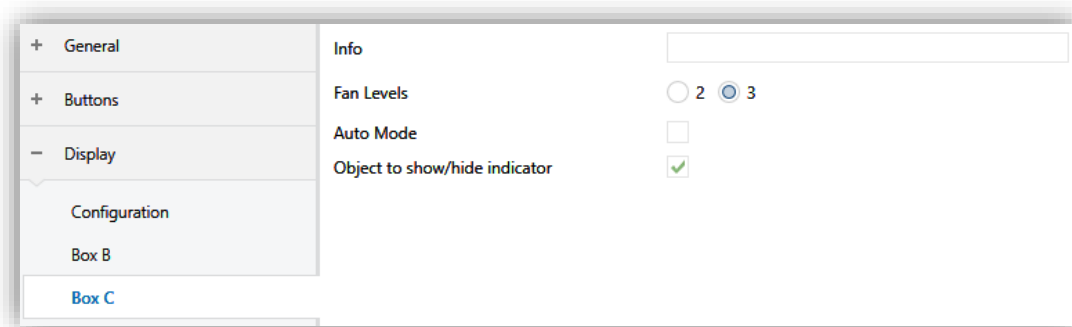 + General
+ Buttons
− Display
Configuration
Box B
Box C
Info
Fan Levels 2 3
Auto Mode
Object to show/hide indicator